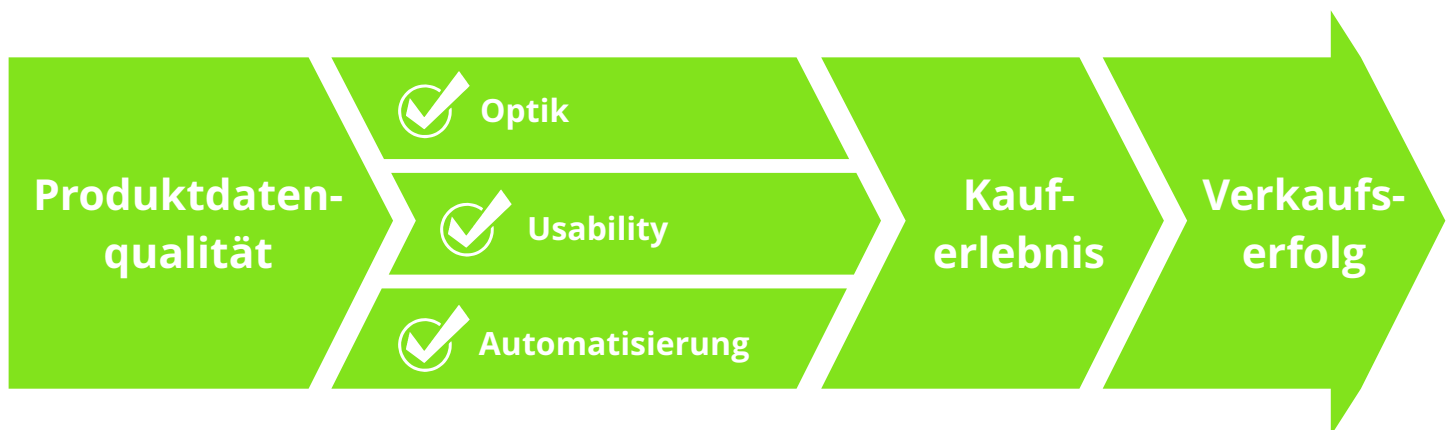 Produktdaten-
qualität
Optik
Usability
Automatisierung
Kauf-
erlebnis
Verkaufs-
erfolg